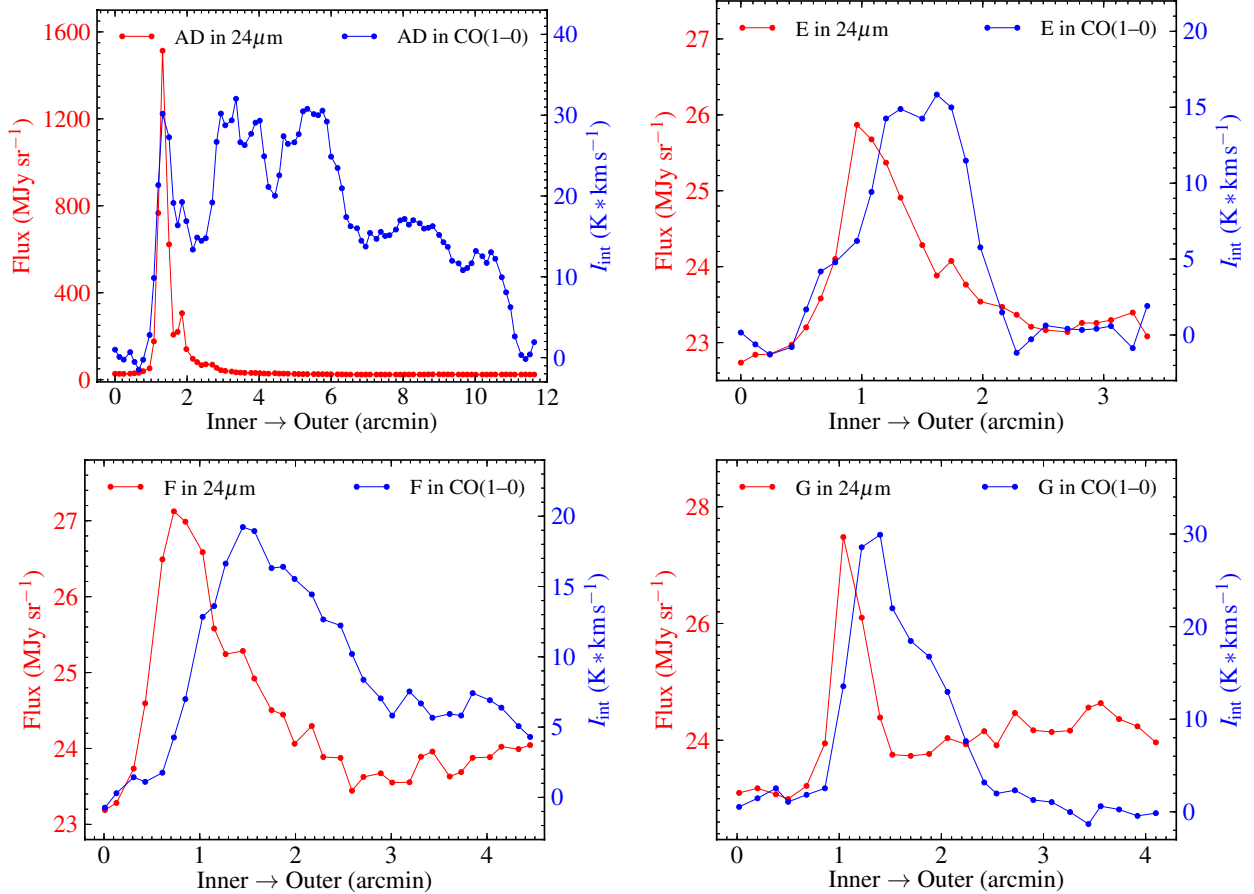 AD in 24μm AD in CO(1–0)
1600
1200
800
400
0
Flux (MJy sr⁻¹)
40
30
20
10
0
I_int (K∗km s⁻¹)
0 2 4 6 8 10 12
Inner → Outer (arcmin)
E in 24μm E in CO(1–0)
27
26
25
24
23
Flux (MJy sr⁻¹)
20
15
10
5
0
I_int (K∗km s⁻¹)
0 1 2 3
Inner → Outer (arcmin)
F in 24μm F in CO(1–0)
27
26
25
24
23
Flux (MJy sr⁻¹)
20
15
10
5
0
I_int (K∗km s⁻¹)
0 1 2 3 4
Inner → Outer (arcmin)
G in 24μm G in CO(1–0)
28
26
24
Flux (MJy sr⁻¹)
30
20
10
0
I_int (K∗km s⁻¹)
0 1 2 3 4
Inner → Outer (arcmin)